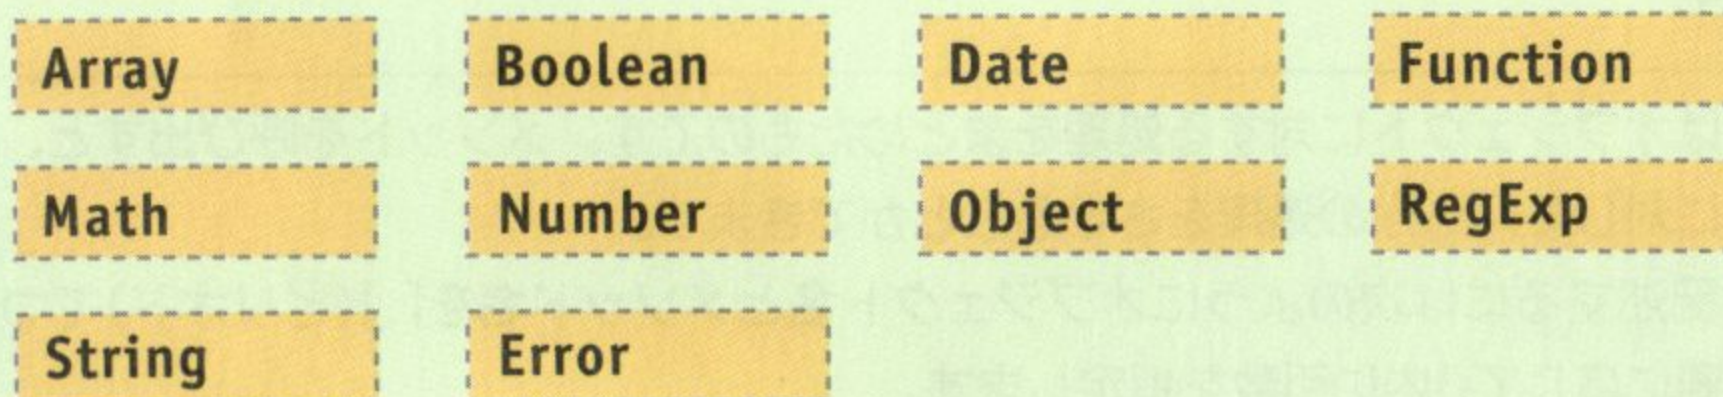 Array Boolean Date Function
Math Number Object RegExp
String Error